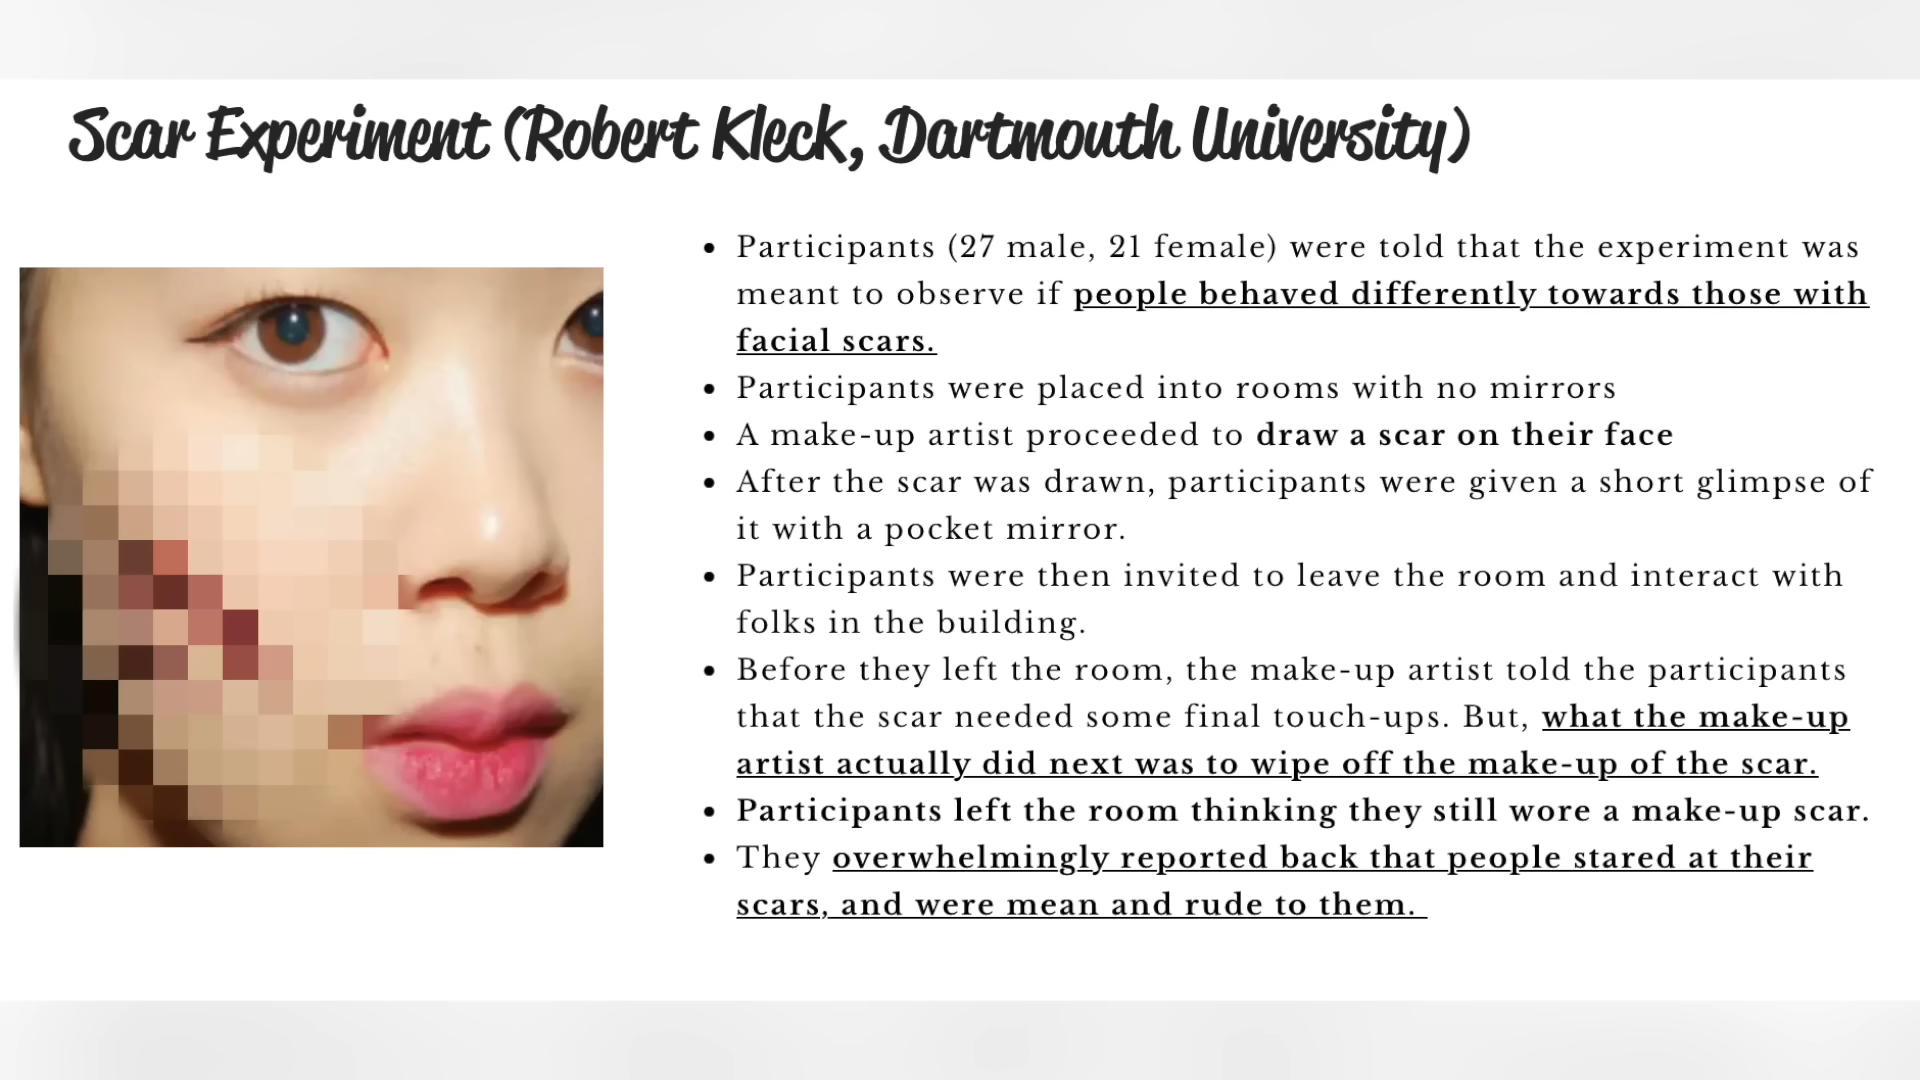 Scar Experiment (Robert Kleck, Dartmouth University)
• Participants (27 male, 21 female) were told that the experiment was
meant to observe if people behaved differently towards those with
facial scars.
• Participants were placed into rooms with no mirrors
• A make-up artist proceeded to draw a scar on their face
• After the scar was drawn, participants were given a short glimpse of
it with a pocket mirror.
• Participants were then invited to leave the room and interact with
folks in the building.
• Before they left the room, the make-up artist told the participants
that the scar needed some final touch-ups. But, what the make-up
artist actually did next was to wipe off the make-up of the scar.
• Participants left the room thinking they still wore a make-up scar.
• They overwhelmingly reported back that people stared at their
scars, and were mean and rude to them.